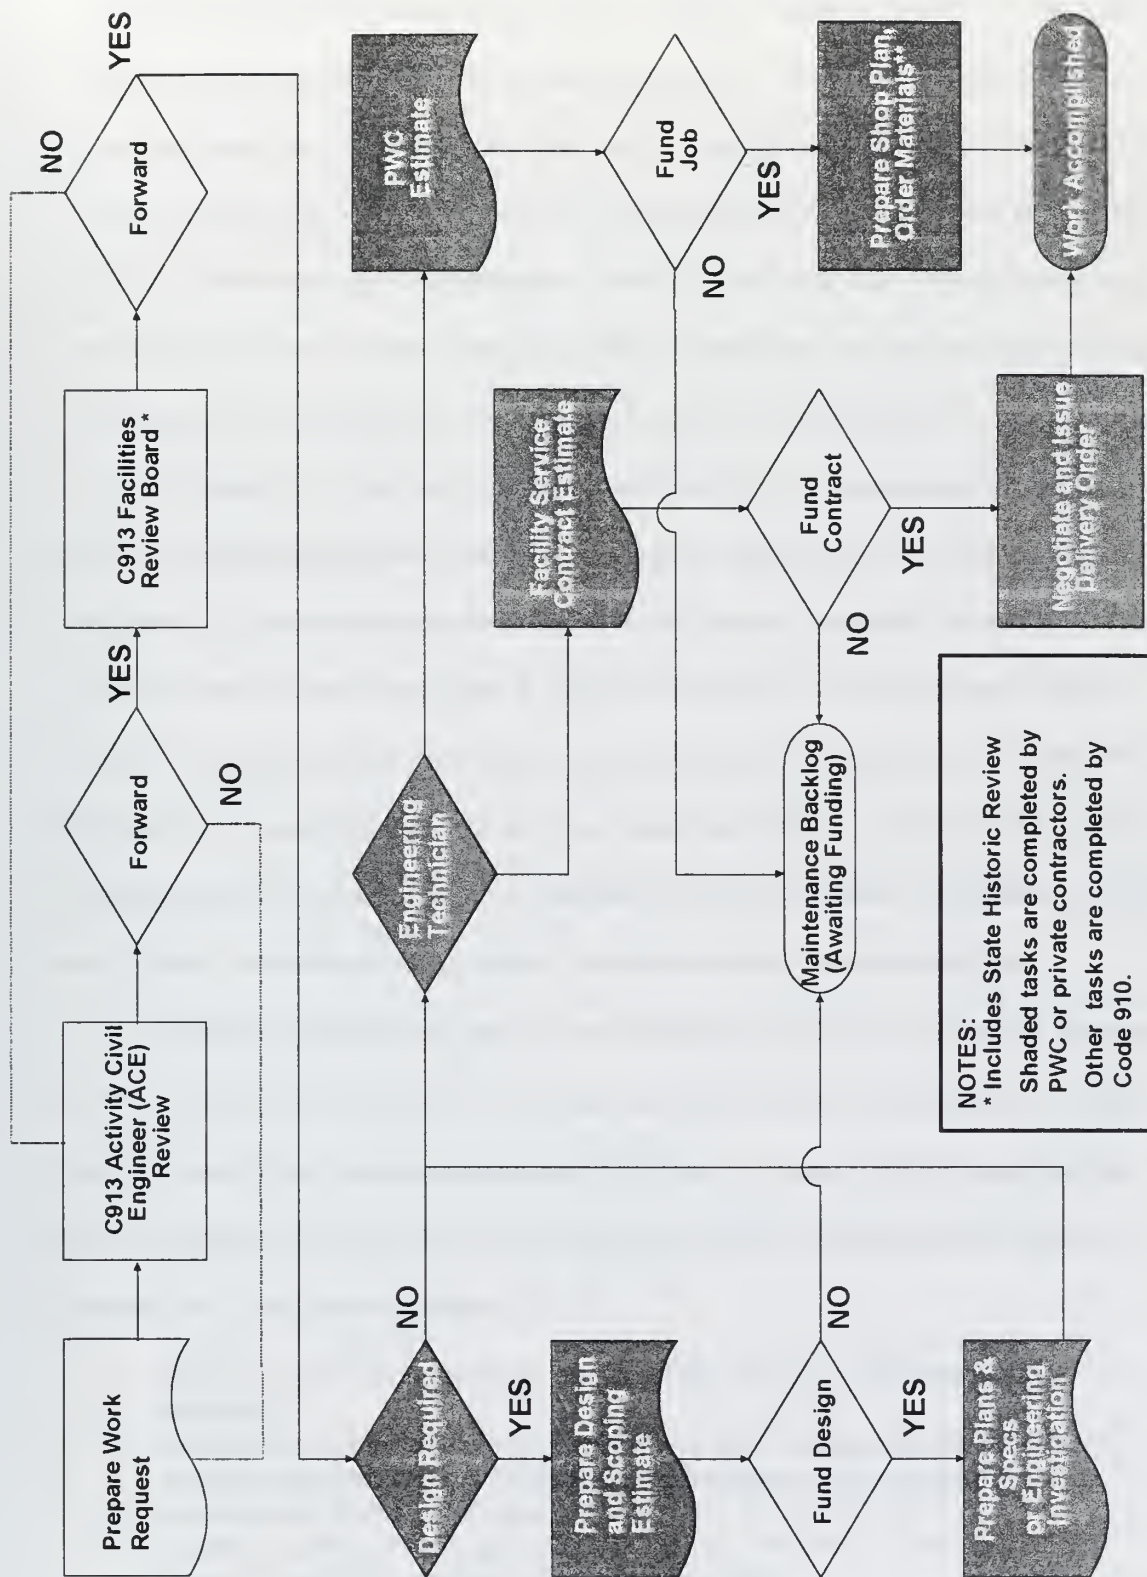 Prepare Work
Request
C913 Activity Civil
Engineer (ACE)
Review
Forward
YES
NO
C913 Facilities
Review Board *
Forward
NO
YES
Design Required
NO
YES
Engineering
Technician
PWC
Estimate
Prepare Design
and Scoping
Estimate
Facility Service
Contract Estimate
Fund
Job
NO
YES
Fund Design
NO
YES
Maintenance Backlog
(Awaiting Funding)
Fund
Contract
NO
YES
Prepare Shop Plan,
Order Materials**
Prepare Plans &
Specs
or Engineering
Investigation
Negotiate and Issue
Delivery Order
Work Accomplished
NOTES:
* Includes State Historic Review
Shaded tasks are completed by
PWC or private contractors.
Other tasks are completed by
Code 910.